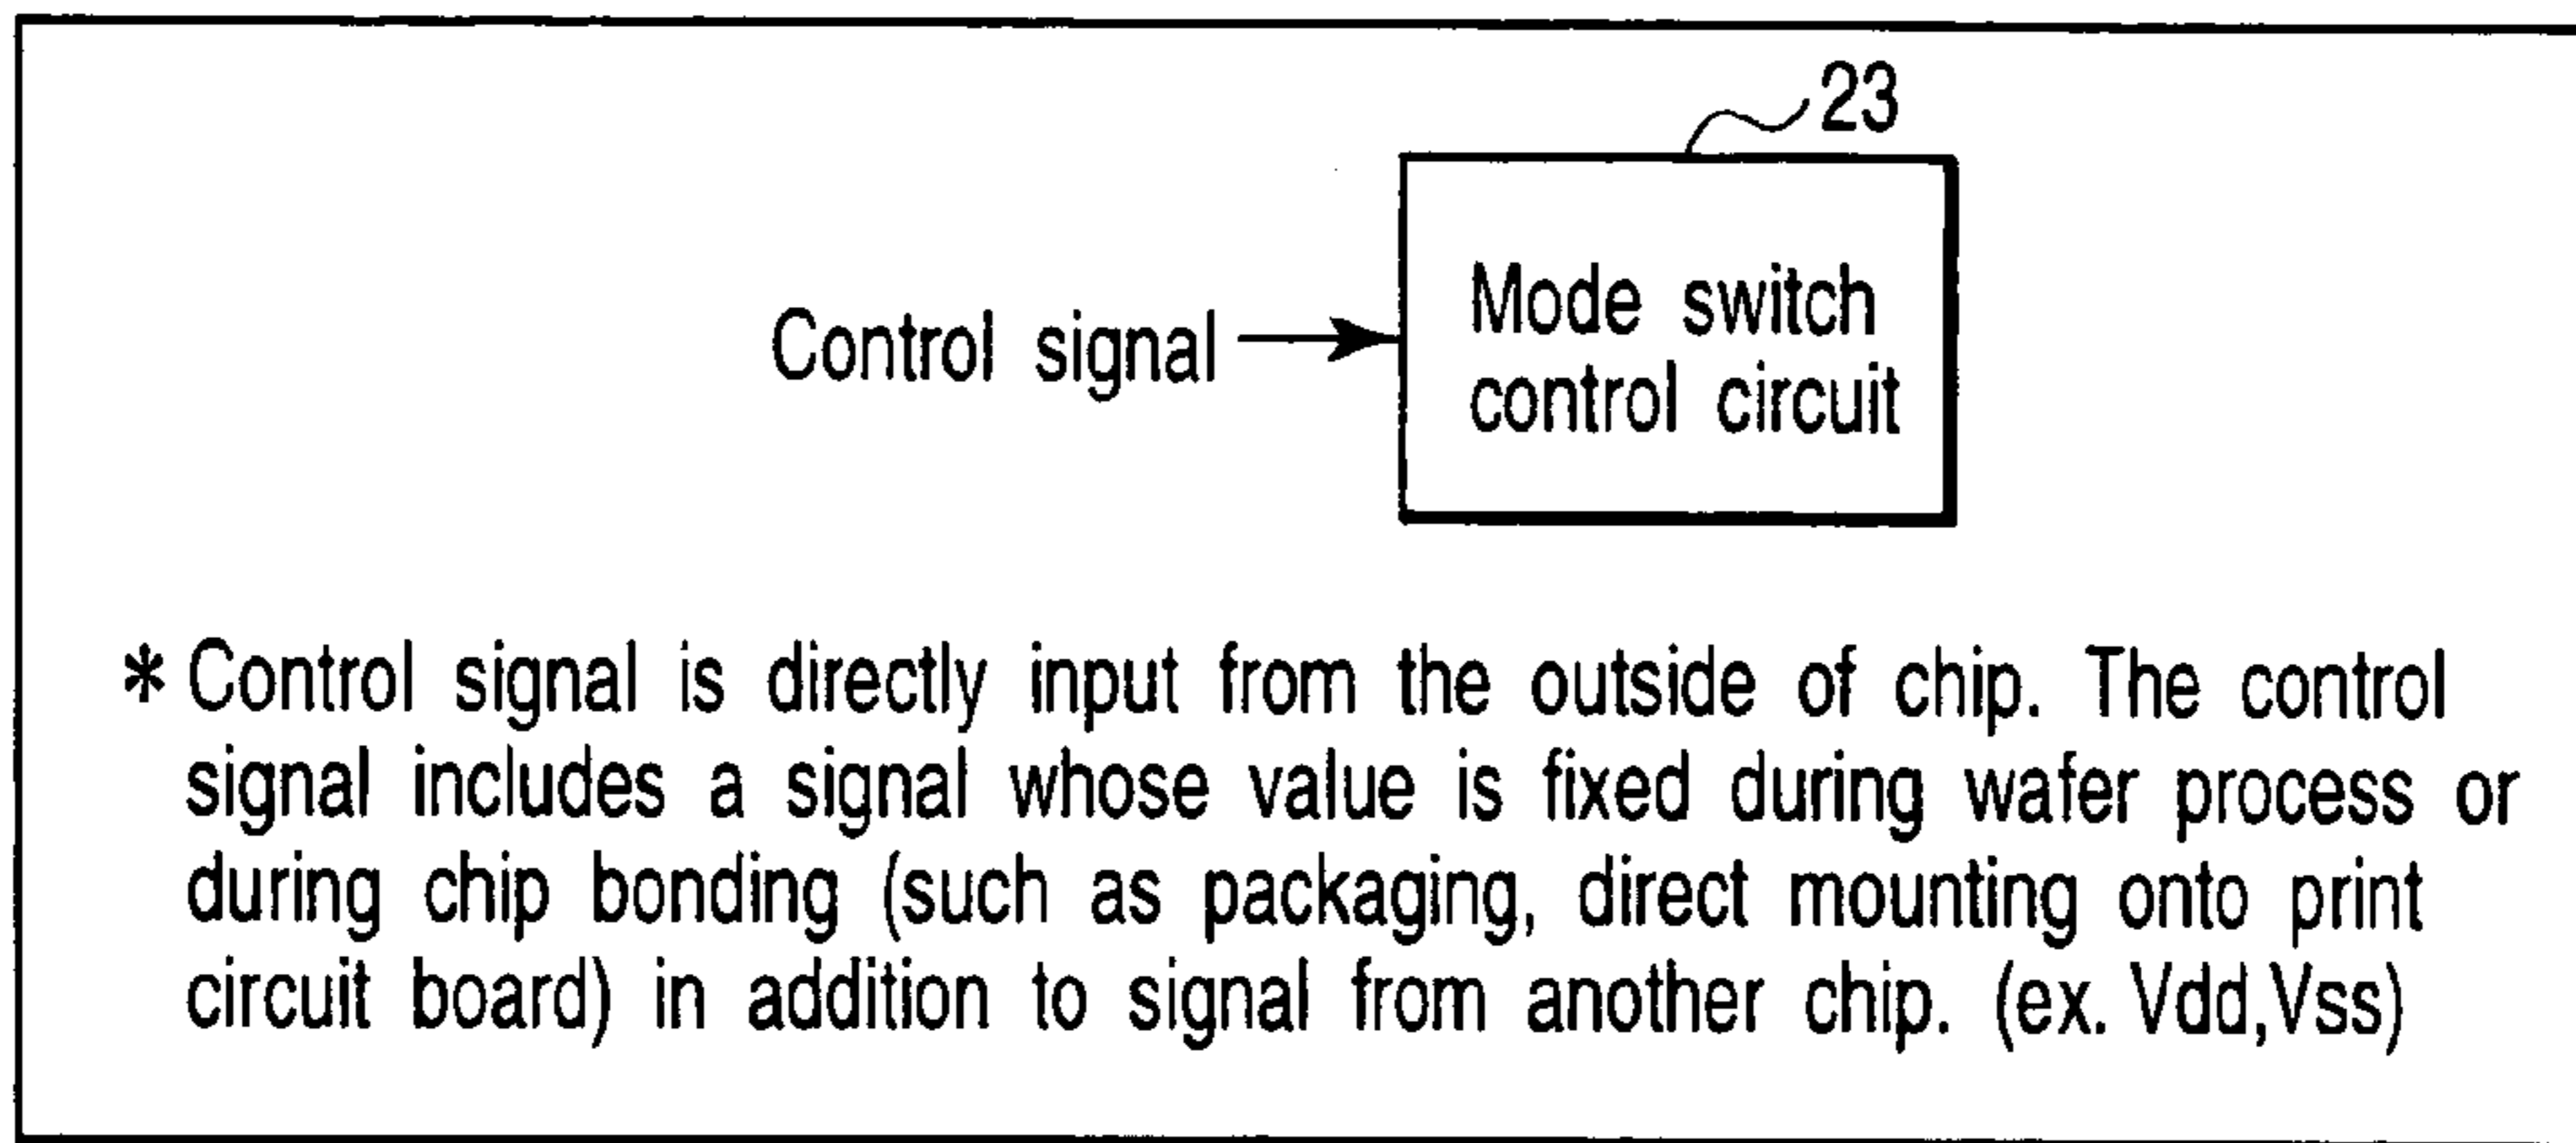 23
Mode switch
control circuit
Control signal
* Control signal is directly input from the outside of chip. The control
signal includes a signal whose value is fixed during wafer process or
during chip bonding (such as packaging, direct mounting onto print
circuit board) in addition to signal from another chip. (ex. Vdd,Vss)